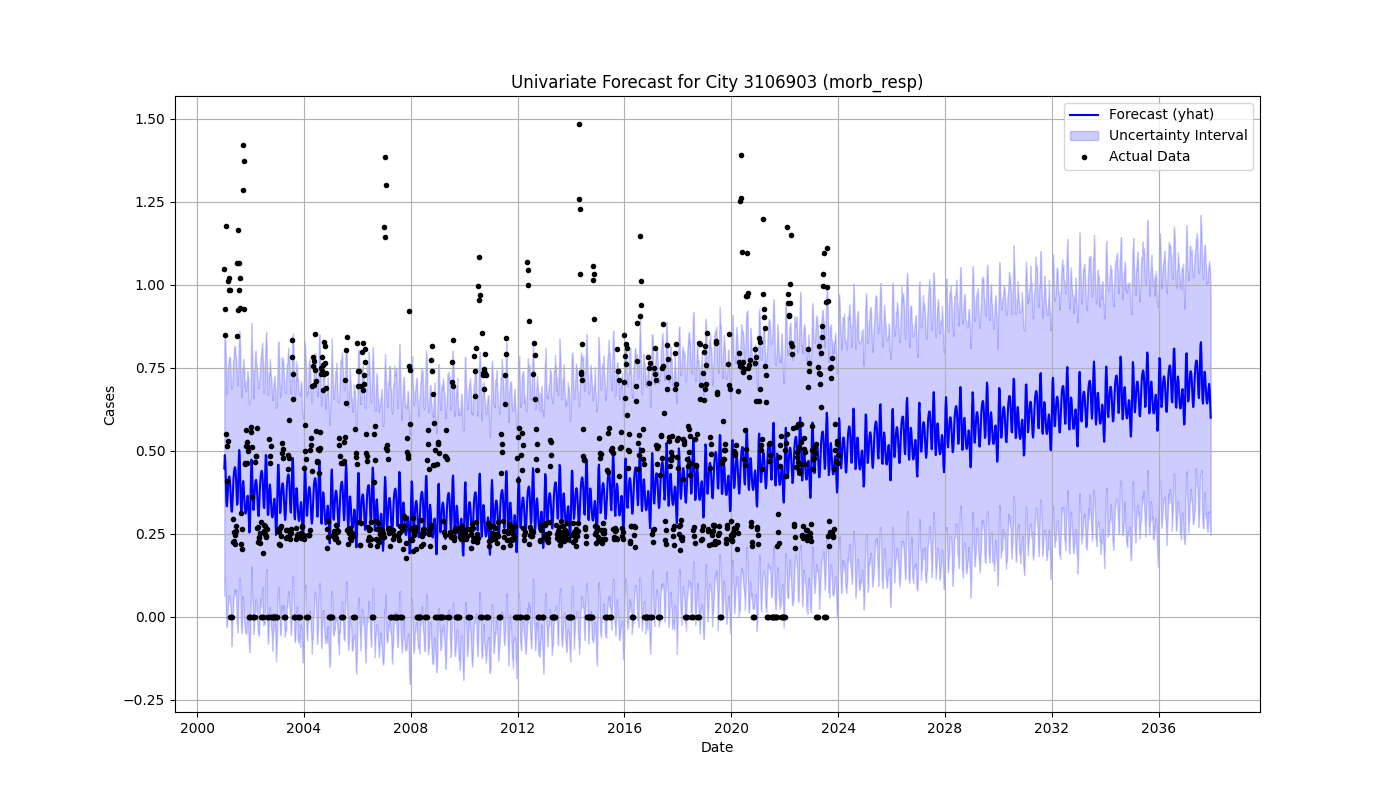 Univariate Forecast for City 3106903 (morb_resp)
Forecast (yhat)
Uncertainty Interval
Actual Data
Cases
1.50
1.25
1.00
0.75
0.50
0.25
0.00
−0.25
2000 2004 2008 2012 2016 2020 2024 2028 2032 2036
Date